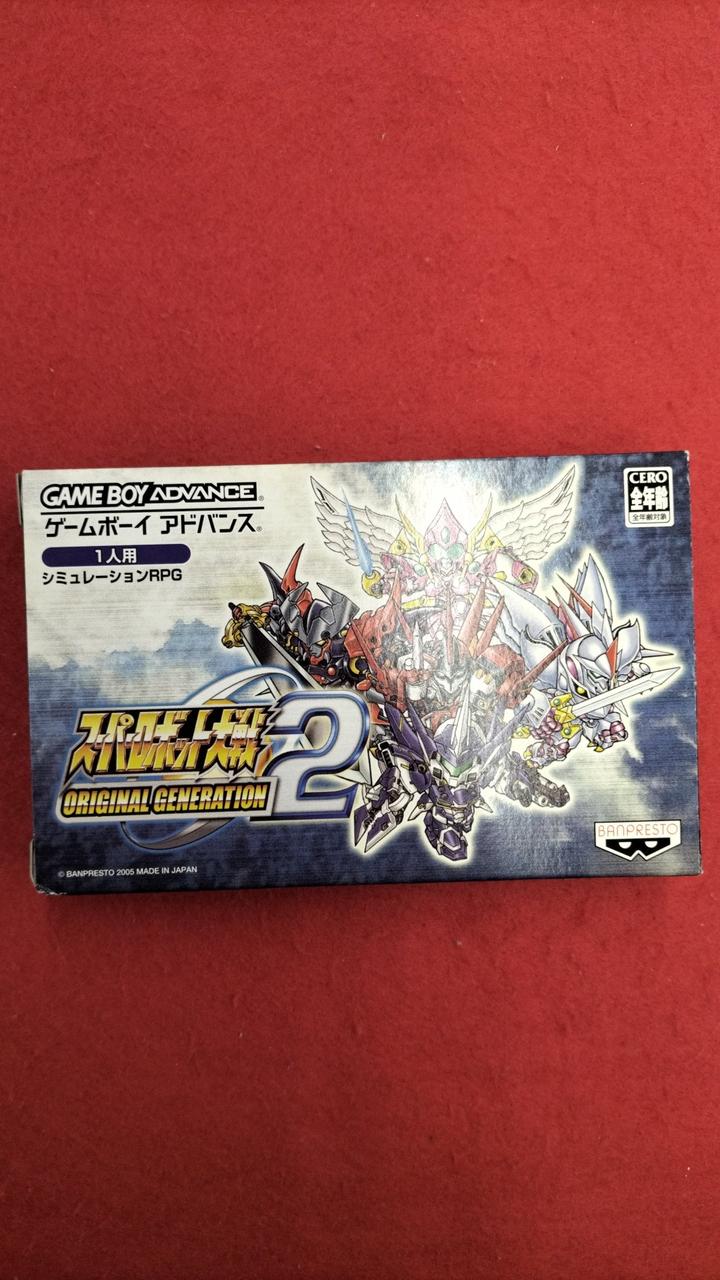 GAME BOY ADVANCE
ゲームボーイ アドバンス
1人用
シミュレーションRPG
CERO
全年齢
全年齢対象
スーパーロボット大戦
2
ORIGINAL GENERATION
BANPRESTO
© BANPRESTO 2005 MADE IN JAPAN